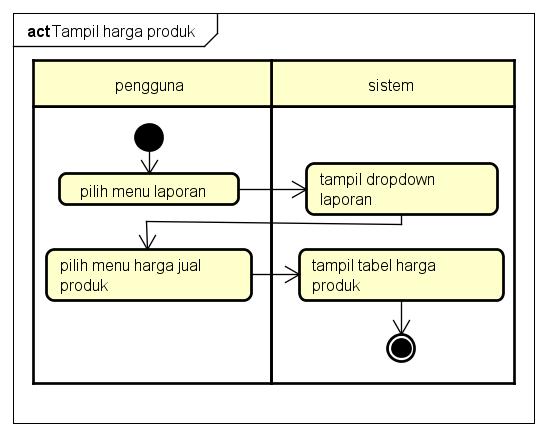 act Tampil harga produk
pengguna
sistem
pilih menu laporan
tampil dropdown
laporan
pilih menu harga jual
produk
tampil tabel harga
produk